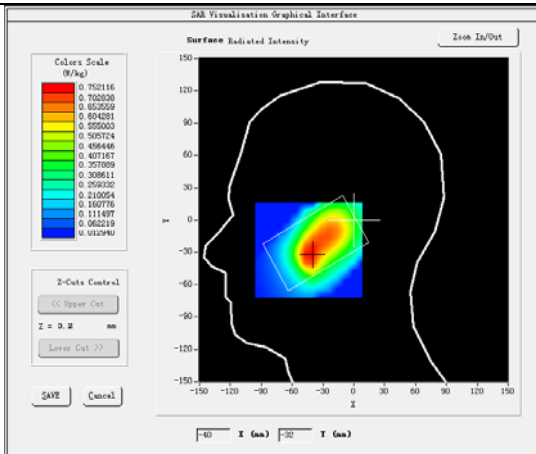 SAR Visualisation Graphical Interface
Surface Radiated Intensity
Zoom In/Out
Colors Scale
(W/kg)
0.752116
0.702838
0.653559
0.604281
0.555003
0.505724
0.456446
0.407167
0.357889
0.308611
0.259332
0.210054
0.160776
0.111497
0.062219
0.012940
150
120
90
60
30
0
-30
-60
-90
-120
-150
Y
-150 -120 -90 -60 -30 0 30 60 90 120 150
X
Z-Cuts Control
<< Upper Cut
Z = 0.2 mm
Lower Cut >>
SAVE Cancel
-40 X (mm) -32 Y (mm)